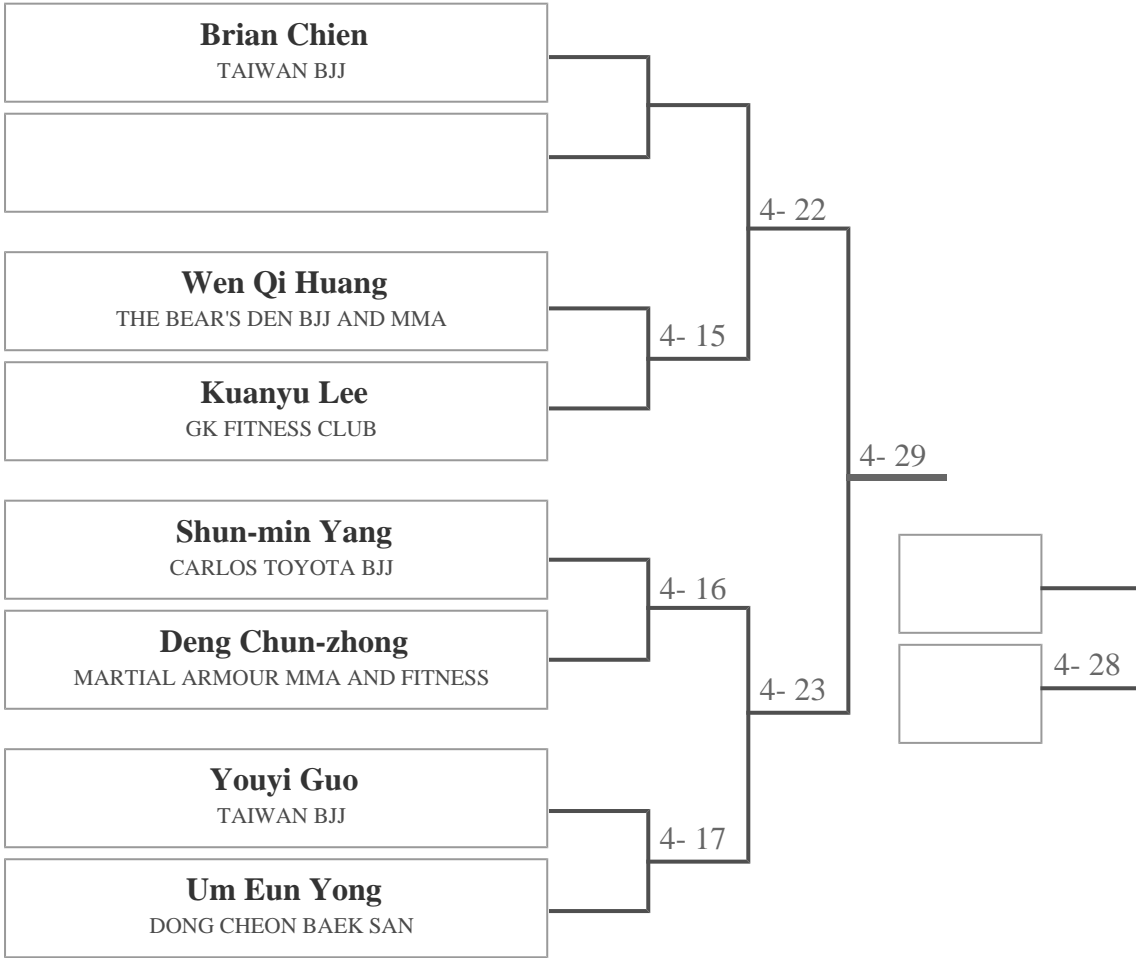 Brian Chien
TAIWAN BJJ
4- 22
Wen Qi Huang
THE BEAR'S DEN BJJ AND MMA
4- 15
Kuanyu Lee
GK FITNESS CLUB
4- 29
Shun-min Yang
CARLOS TOYOTA BJJ
4- 16
Deng Chun-zhong
MARTIAL ARMOUR MMA AND FITNESS
4- 28
4- 23
Youyi Guo
TAIWAN BJJ
4- 17
Um Eun Yong
DONG CHEON BAEK SAN